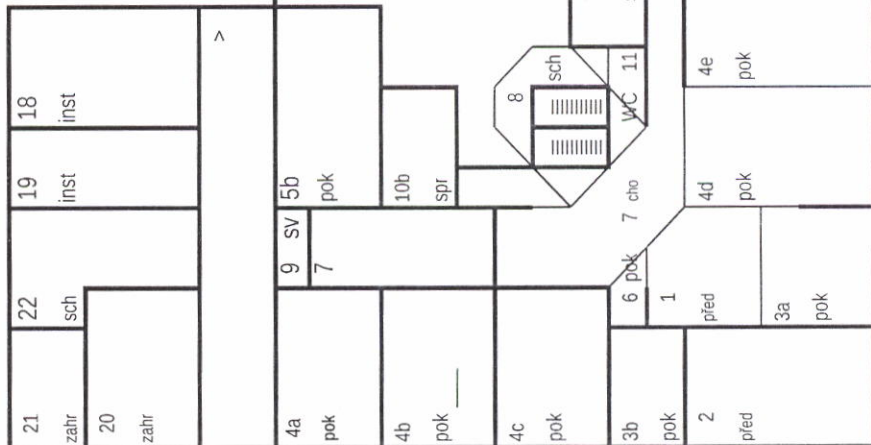 18
inst
19
inst
22
sch
21
zahr
20
zahr
>
5b
pok
10b
spr
9 sv
7
4a
pok
4b
pok
4c
pok
8
sch
11
WC
7 cho
6 pok
1
před
3a
pok
3b
pok
2
před
4e
pok
4d
pok